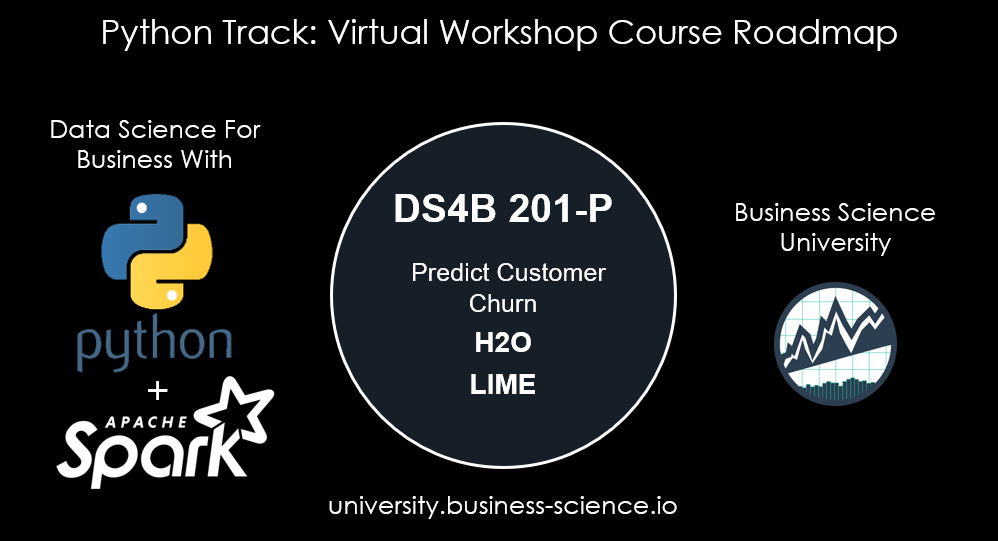 Python Track: Virtual Workshop Course Roadmap
Data Science For
Business With
python
+
APACHE
Spark
DS4B 201-P
Predict Customer
Churn
H2O
LIME
Business Science
University
university.business-science.io